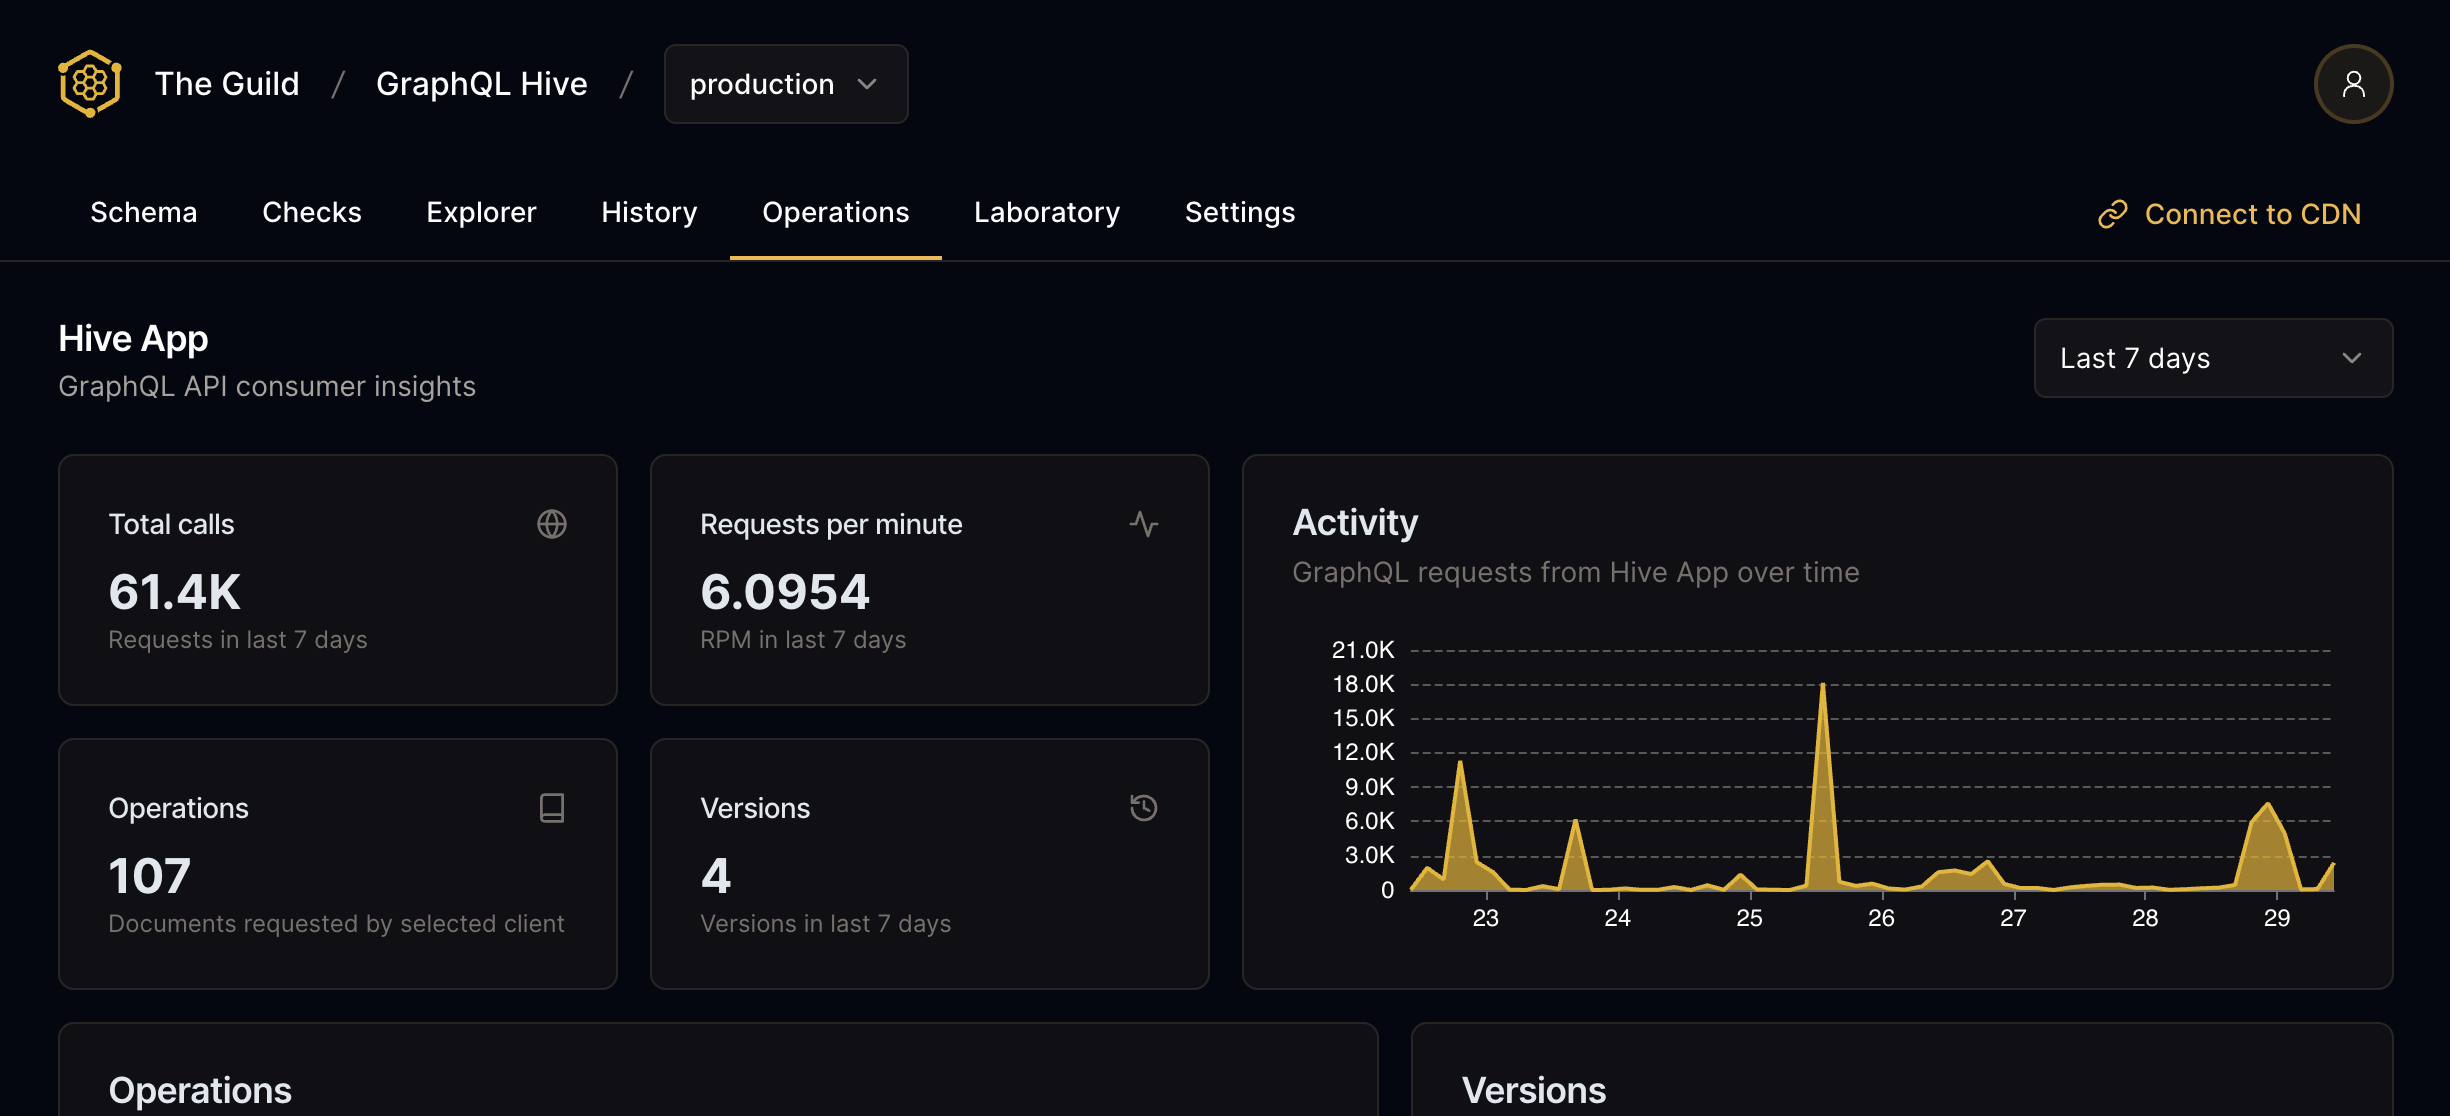 The Guild / GraphQL Hive / production
Schema Checks Explorer History Operations Laboratory Settings Connect to CDN
Hive App
GraphQL API consumer insights
Last 7 days
Total calls
61.4K
Requests in last 7 days
Requests per minute
6.0954
RPM in last 7 days
Operations
107
Documents requested by selected client
Versions
4
Versions in last 7 days
Activity
GraphQL requests from Hive App over time
21.0K
18.0K
15.0K
12.0K
9.0K
6.0K
3.0K
0
23 24 25 26 27 28 29
Operations
Versions